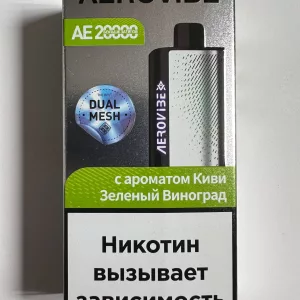 AEROVIBE
AE 20000
DUAL
MESH
AEROVIBE
с ароматом Киви
Зеленый Виноград
Никотин
вызывает
зависимость